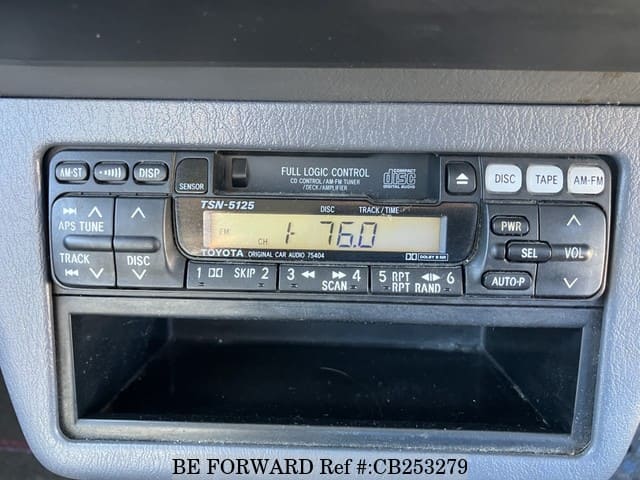 AM-ST DISP
SENSOR
FULL LOGIC CONTROL
CD CONTROL/AM-FM TUNER
/DECK/AMPLIFIER
COMPACT
disc
DIGITAL AUDIO
DISC TAPE AM-FM
APS TUNE
TRACK DISC
TSN-5125
DISC TRACK/TIME
FM CH 1- 76.0
TOYOTA ORIGINAL CAR AUDIO 75404
DOLBY B NR
PWR
SEL VOL
AUTO-P
1 SKIP 2 3 4 5 RPT 6
SCAN RPT RAND
BE FORWARD Ref #:CB253279